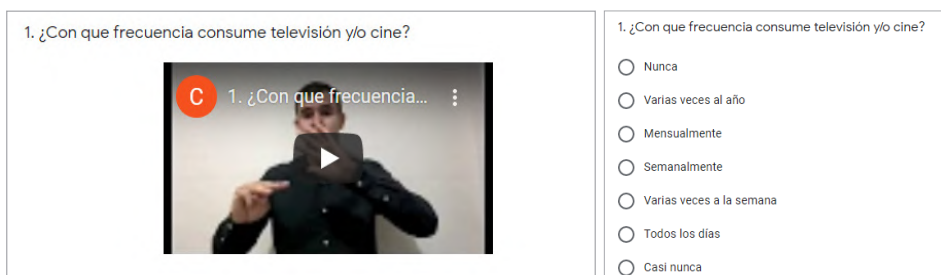 1. ¿Con que frecuencia consume televisión y/o cine?
C
1. ¿Con que frecuencia...
1. ¿Con que frecuencia consume televisión y/o cine?
Nunca
Varias veces al año
Mensualmente
Semanalmente
Varias veces a la semana
Todos los días
Casi nunca